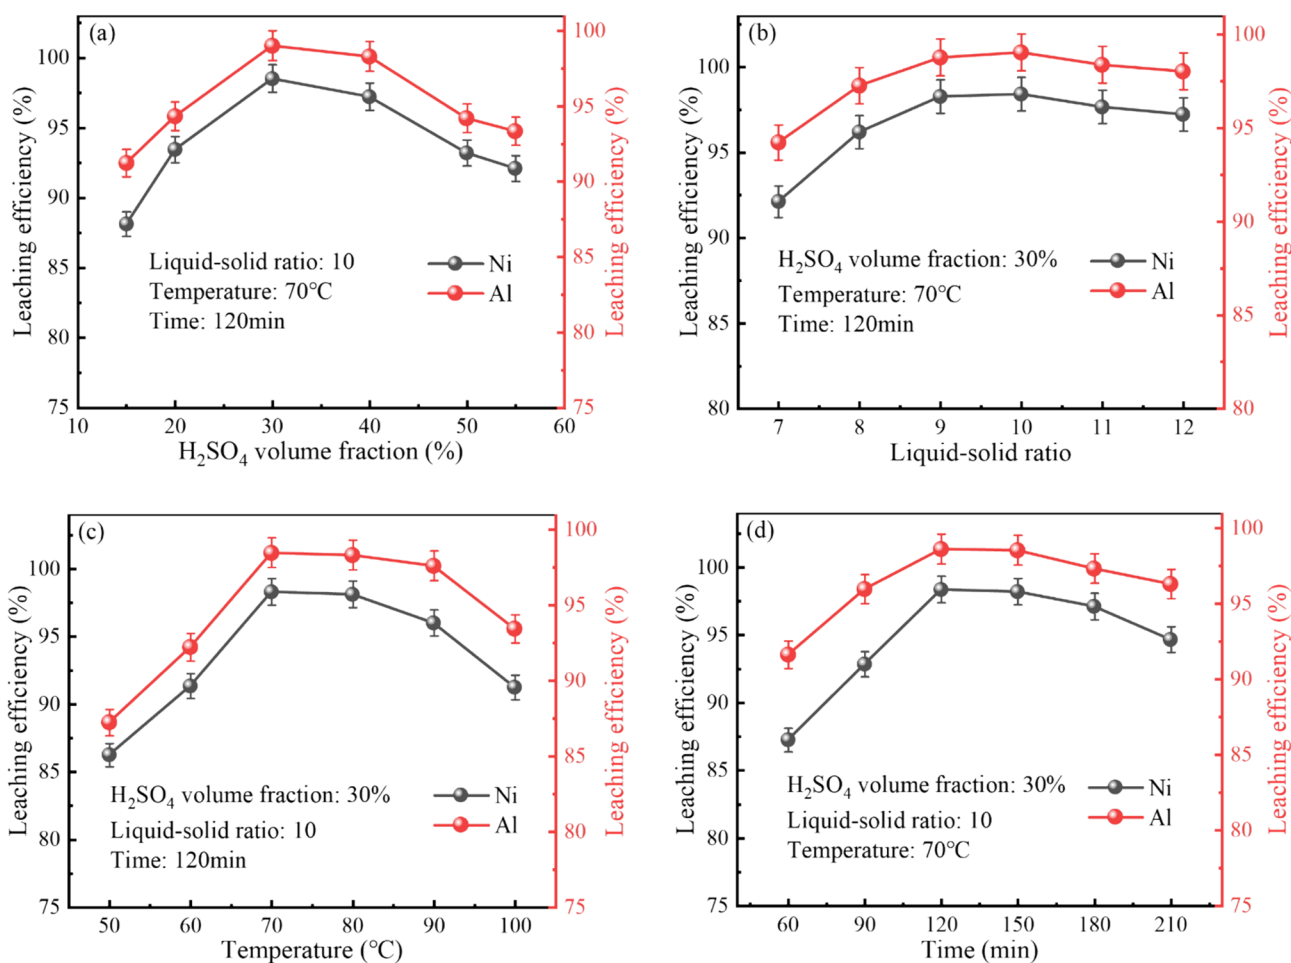 (a)
Leaching efficiency (%)
100
95
90
85
80
75
Liquid-solid ratio: 10
Temperature: 70℃
Time: 120min
Ni
Al
100
95
90
85
80
75
Leaching efficiency (%)
10
20
30
40
50
60
H₂SO₄ volume fraction (%)
(b)
Leaching efficiency (%)
100
95
90
85
80
H₂SO₄ volume fraction: 30%
Temperature: 70℃
Time: 120min
Ni
Al
100
95
90
85
80
Leaching efficiency (%)
7
8
9
10
11
12
Liquid-solid ratio
(c)
Leaching efficiency (%)
100
95
90
85
80
75
H₂SO₄ volume fraction: 30%
Liquid-solid ratio: 10
Time: 120min
Ni
Al
100
95
90
85
80
75
Leaching efficiency (%)
50
60
70
80
90
100
Temperature (℃)
(d)
Leaching efficiency (%)
100
95
90
85
80
75
H₂SO₄ volume fraction: 30%
Liquid-solid ratio: 10
Temperature: 70℃
Ni
Al
100
95
90
85
80
75
Leaching efficiency (%)
60
90
120
150
180
210
Time (min)